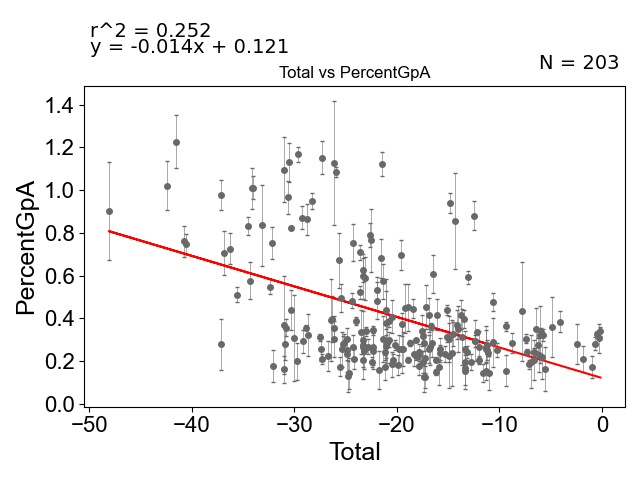 r^2 = 0.252
y = -0.014x + 0.121
N = 203
Total vs PercentGpA
1.4
1.2
1.0
0.8
0.6
0.4
0.2
0.0
PercentGpA
−50
−40
−30
−20
−10
0
Total